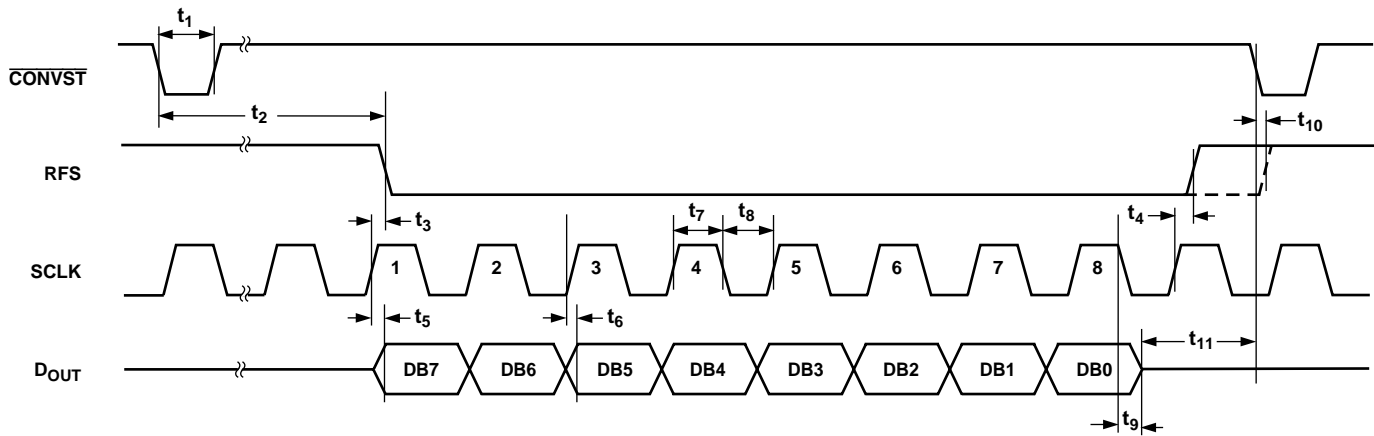 t1
CONVST
t2
t10
RFS
t3
t7
t8
t4
SCLK
1 2 3 4 5 6 7 8
t5
t6
t11
DOUT
DB7 DB6 DB5 DB4 DB3 DB2 DB1 DB0
t9